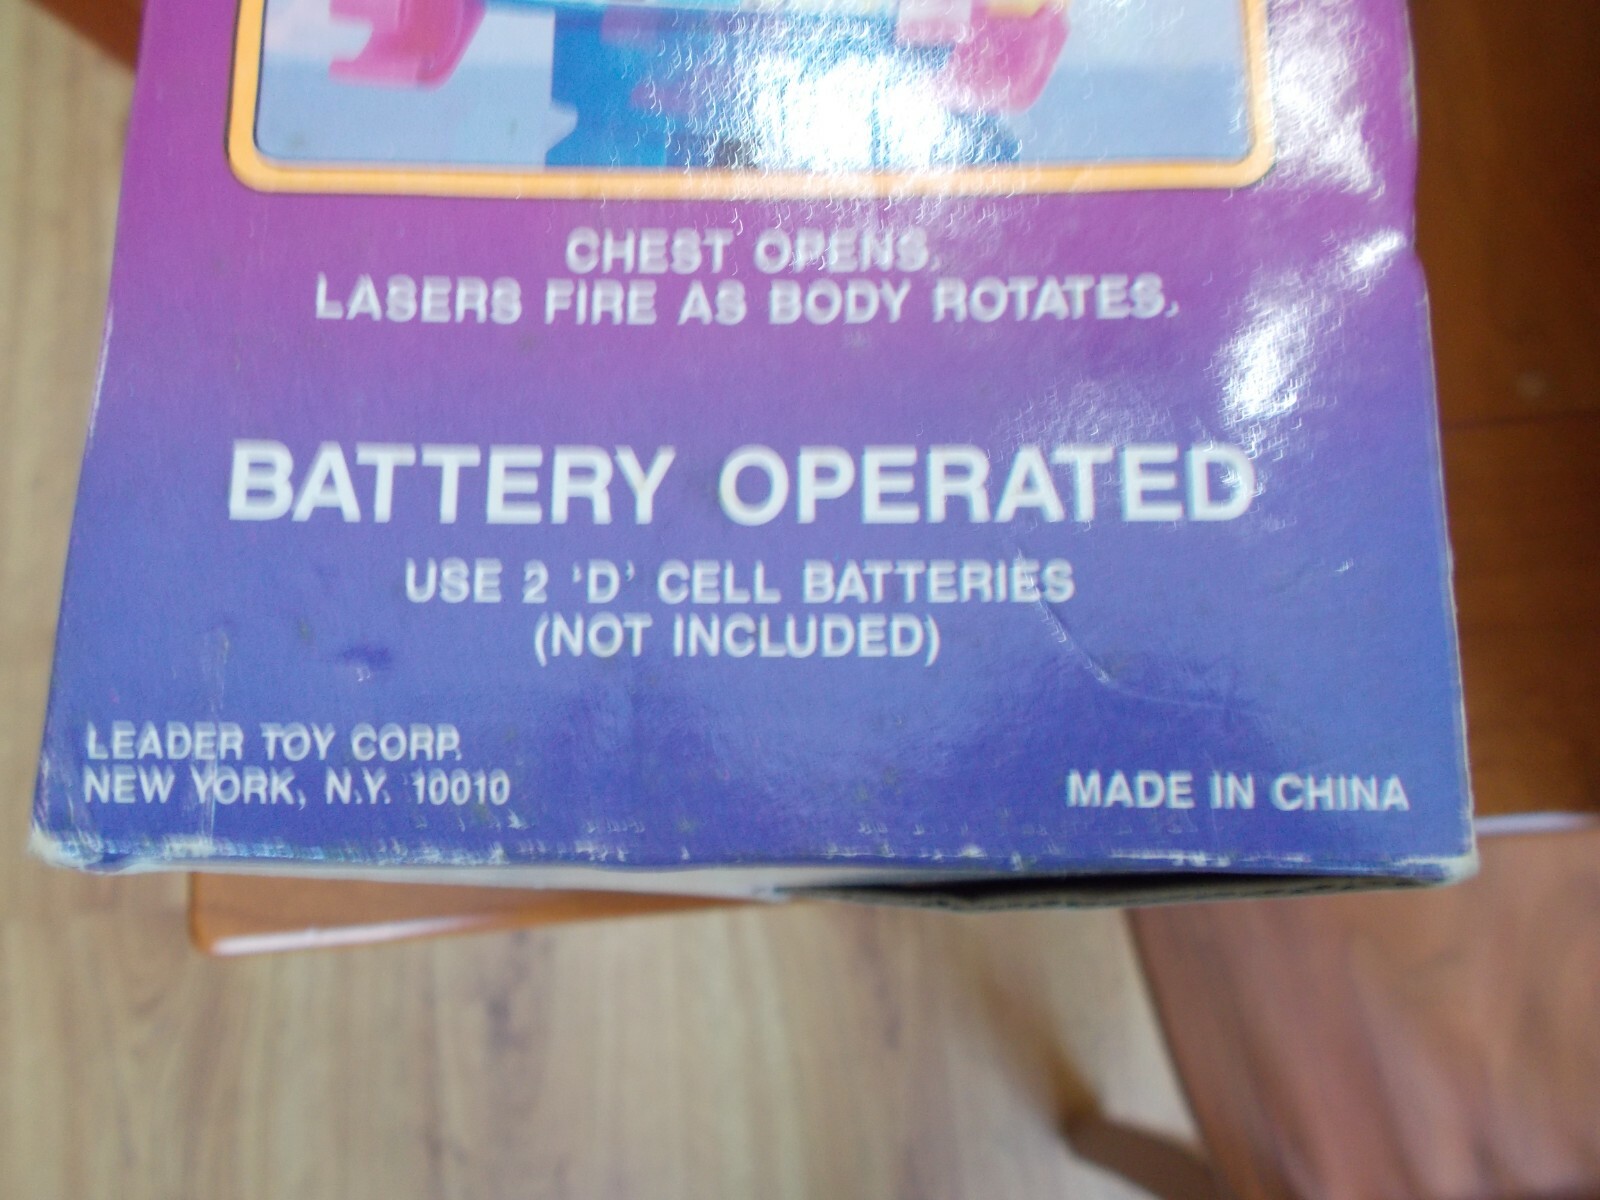 CHEST OPENS,
LASERS FIRE AS BODY ROTATES,
BATTERY OPERATED
USE 2 'D' CELL BATTERIES
(NOT INCLUDED)
LEADER TOY CORP.
NEW YORK, N.Y. 10010
MADE IN CHINA